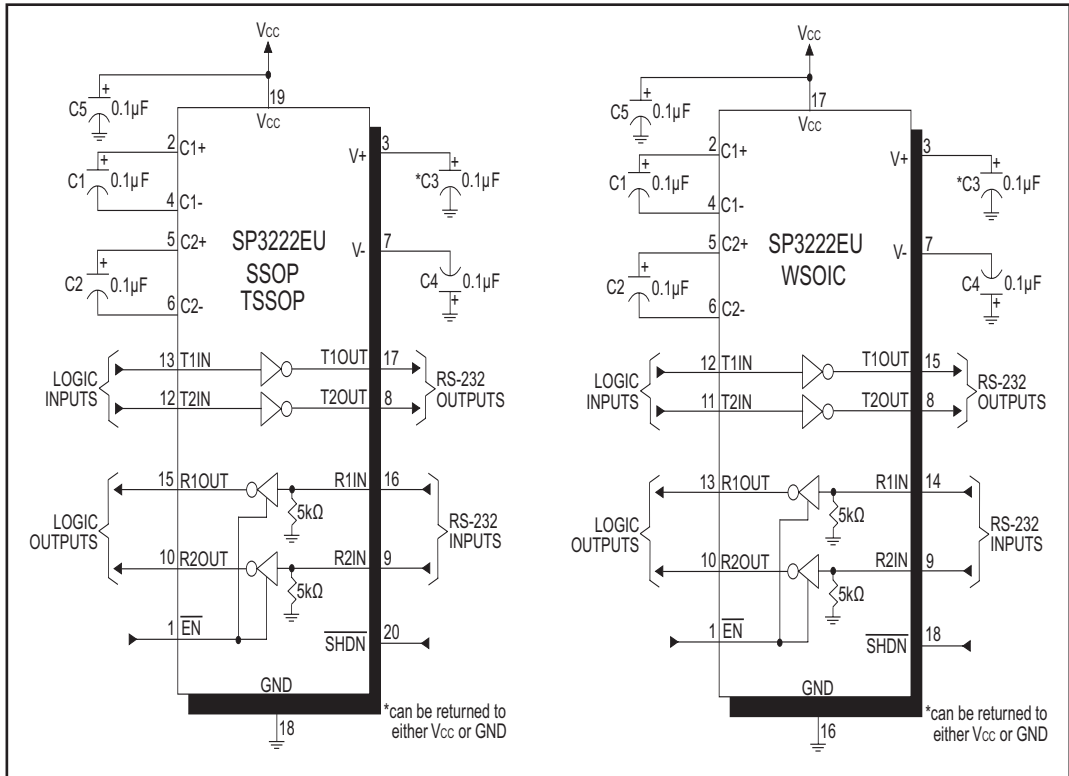 VCC
C5
+
0.1µF
19
VCC
2
C1+
+
C1
0.1µF
4
C1-
5
C2+
+
C2
0.1µF
6
C2-
SP3222EU
SSOP
TSSOP
V+
3
+
*C3
0.1µF
V-
7
C4
0.1µF
+
LOGIC
INPUTS
13
T1IN
T1OUT
17
12
T2IN
T2OUT
8
RS-232
OUTPUTS
LOGIC
OUTPUTS
15
R1OUT
R1IN
16
5kΩ
10
R2OUT
R2IN
9
5kΩ
RS-232
INPUTS
1
EN
SHDN
20
GND
18
*can be returned to
either VCC or GND
VCC
C5
+
0.1µF
17
VCC
2
C1+
+
C1
0.1µF
4
C1-
5
C2+
+
C2
0.1µF
6
C2-
SP3222EU
WSOIC
V+
3
+
*C3
0.1µF
V-
7
C4
0.1µF
+
LOGIC
INPUTS
12
T1IN
T1OUT
15
11
T2IN
T2OUT
8
RS-232
OUTPUTS
LOGIC
OUTPUTS
13
R1OUT
R1IN
14
5kΩ
10
R2OUT
R2IN
9
5kΩ
RS-232
INPUTS
1
EN
SHDN
18
GND
16
*can be returned to
either VCC or GND